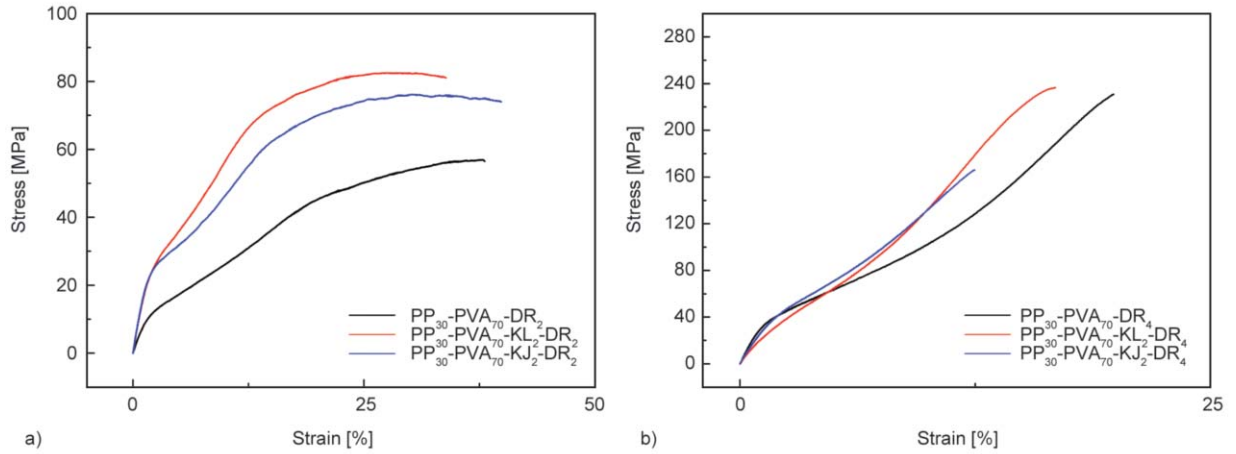 100
80
60
40
20
0
Stress [MPa]
PP₃₀-PVA₇₀-DR₂
PP₃₀-PVA₇₀-KL₂-DR₂
PP₃₀-PVA₇₀-KJ₂-DR₂
0 25 50
Strain [%]
a)
280
240
200
160
120
80
40
0
Stress [MPa]
PP₃₀-PVA₇₀-DR₄
PP₃₀-PVA₇₀-KL₂-DR₄
PP₃₀-PVA₇₀-KJ₂-DR₄
0 25
Strain [%]
b)